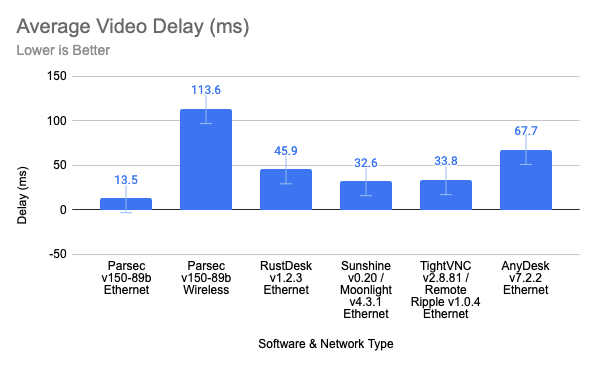 Average Video Delay (ms)
Lower is Better
150
100
50
0
-50
Delay (ms)
13.5
113.6
45.9
32.6
33.8
67.7
Parsec
v150-89b
Ethernet
Parsec
v150-89b
Wireless
RustDesk
v1.2.3
Ethernet
Sunshine
v0.20 /
Moonlight
v4.3.1
Ethernet
TightVNC
v2.8.81 /
Remote
Ripple v1.0.4
Ethernet
AnyDesk
v7.2.2
Ethernet
Software & Network Type